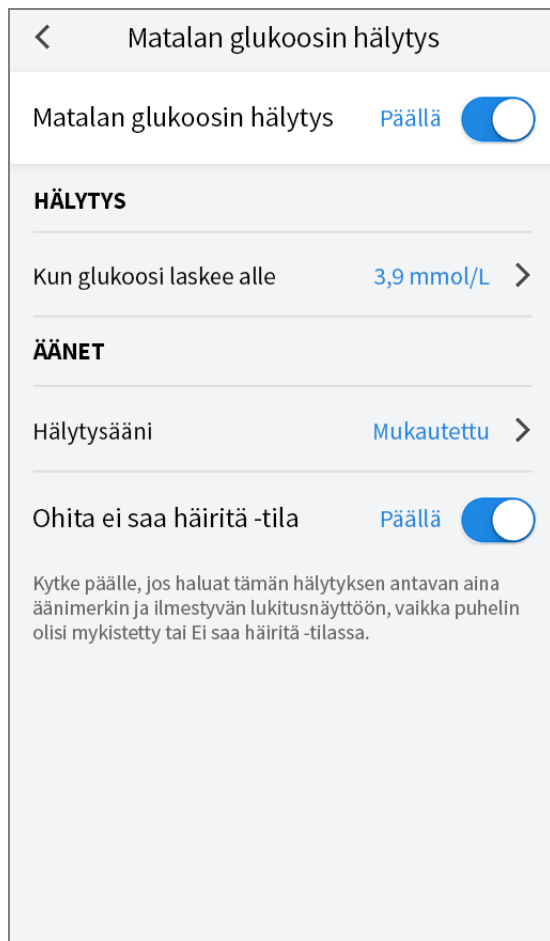 Matalan glukoosin hälytys
Matalan glukoosin hälytys Päällä
HÄLYTYS
Kun glukoosi laskee alle 3,9 mmol/L
ÄÄNET
Hälytysääni Mukautettu
Ohita ei saa häiritä -tila Päällä
Kytke päälle, jos haluat tämän hälytyksen antavan aina
äänimerkin ja ilmestyvän lukitusnäyttöön, vaikka puhelin
olisi mykistetty tai Ei saa häiritä -tilassa.